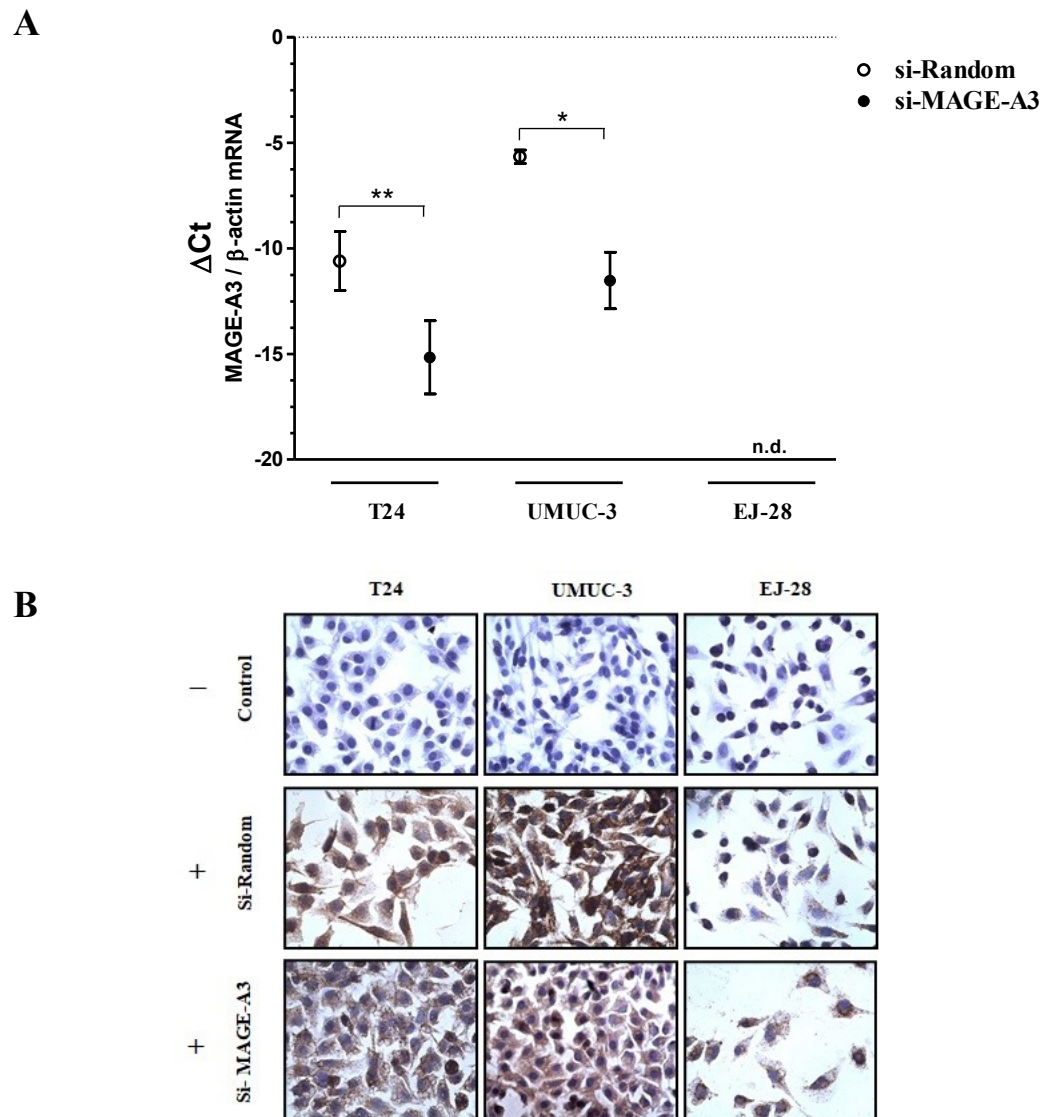 A
0
-5
-10
-15
-20
ΔCt
MAGE-A3 / β-actin mRNA
**
*
n.d.
T24
UMUC-3
EJ-28
si-Random
si-MAGE-A3
B
T24
UMUC-3
EJ-28
− Control
+ Si-Random
+ Si- MAGE-A3